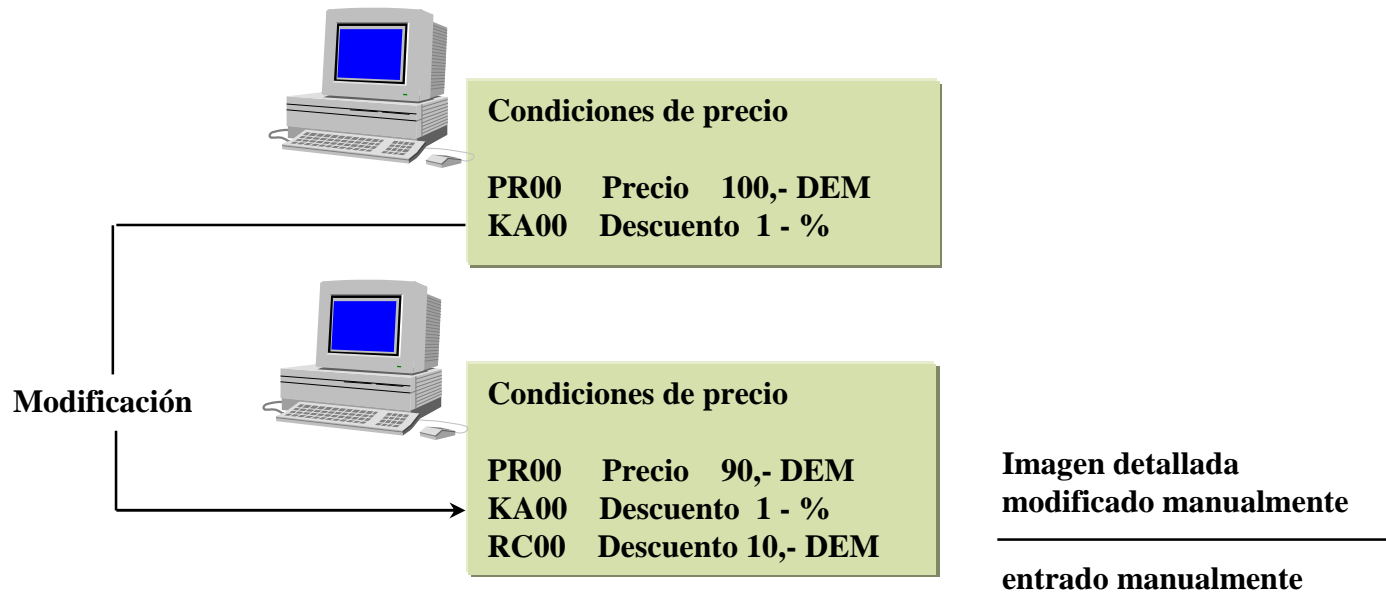 Condiciones de precio
PR00 Precio 100,- DEM
KA00 Descuento 1 - %
Modificación
Condiciones de precio
PR00 Precio 90,- DEM
KA00 Descuento 1 - %
RC00 Descuento 10,- DEM
Imagen detallada
modificado manualmente
entrado manualmente